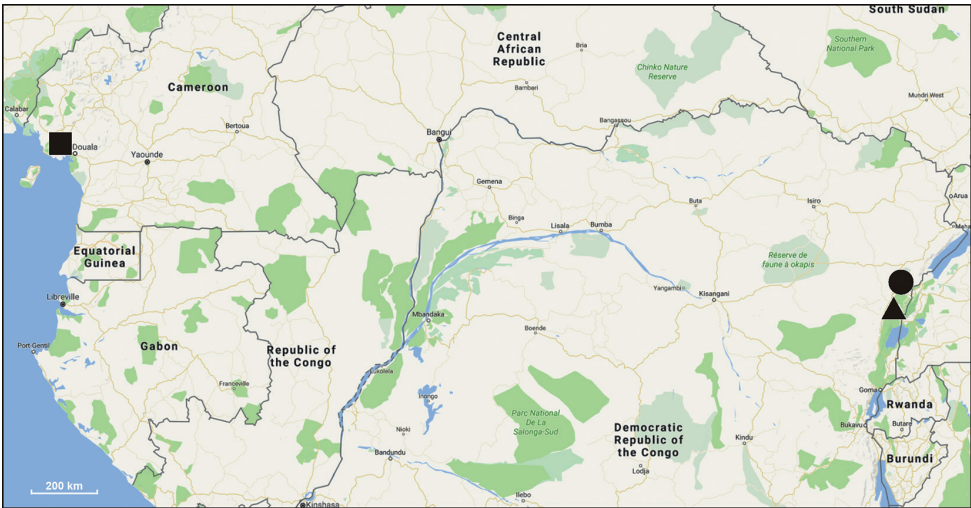 South Sudan
Central
African
Republic
Bria
Southern
National Park
Chinko Nature
Reserve
Cameroon
Bambari
Mundri West
Calabar
Bangassou
Bertoua
Bangui
Douala
Yaounde
Gemena
Arua
Buta
Isiro
Binga
Lisala
Bumba
Equatorial
Guinea
Réserve de
faune à okapis
Yangambi
Kisangani
Libreville
Mbandaka
Boende
Port-Gentil
Gabon
Republic of
the Congo
Lukolela
Franceville
Inongo
Goma
Rwanda
Parc National
De La
Salonga-Sud
Democratic
Republic of
the Congo
Bukavu
Butare
Nioki
Kindu
Bandundu
Burundi
Lodja
200 km
Ilebo
Kinshasa